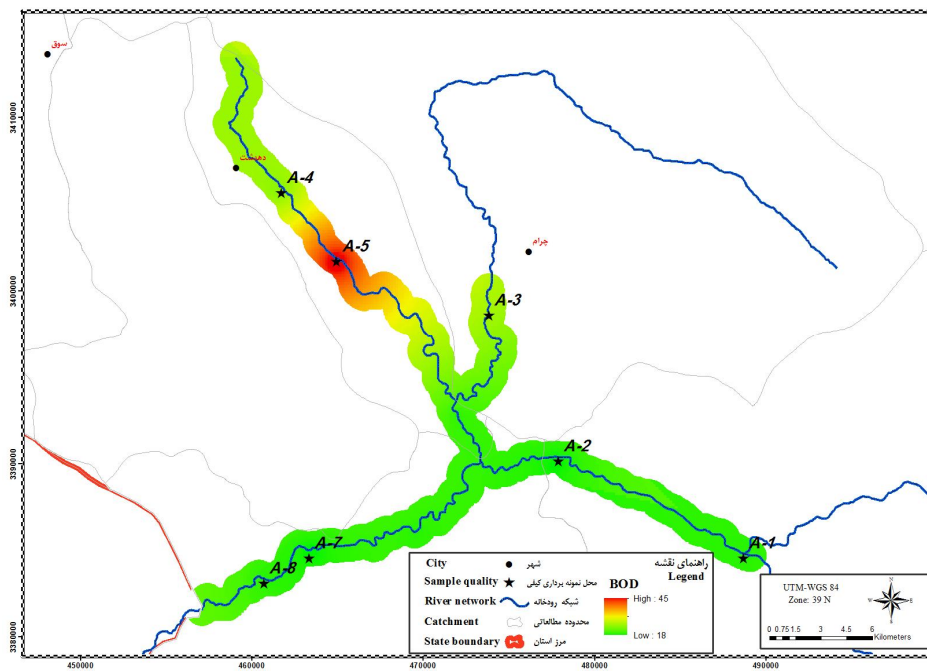 سوق
3410000
دهدشت
A-4
A-5
چرام
3400000
A-3
A-2
3390000
A-7
A-8
A-1
City
شهر
راهنمای نقشه
Legend
Sample quality
محل نمونه برداری کیفی
BOD
River network
شبکه رودخانه
High : 45
Catchment
محدوده مطالعاتی
Low : 18
State boundary
مرز استان
UTM-WGS 84
Zone: 39 N
N
0 0.75 1.5 3 4.5 6
Kilometers
3380000
450000 460000 470000 480000 490000